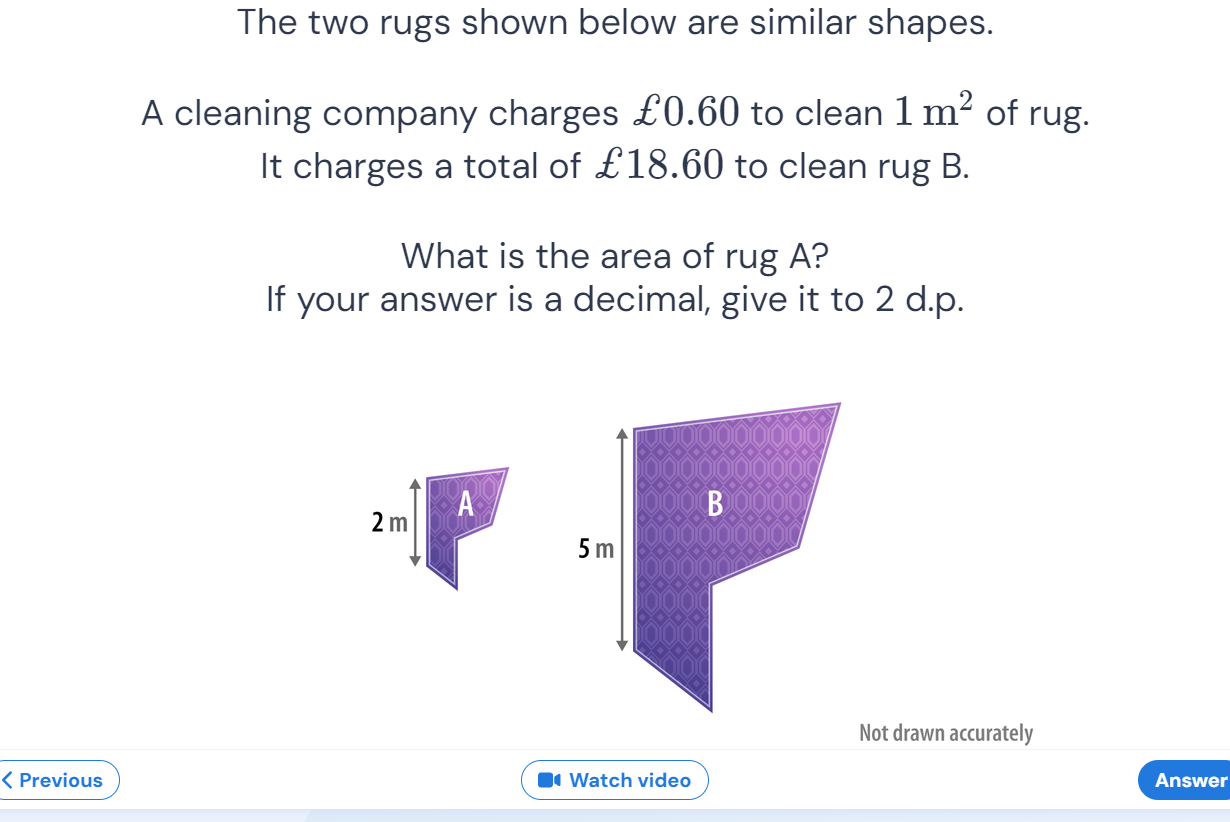 The two rugs shown below are similar shapes.
A cleaning company charges £0.60 to clean 1 m² of rug.
It charges a total of £18.60 to clean rug B.
What is the area of rug A?
If your answer is a decimal, give it to 2 d.p.
A
2 m
B
5 m
Not drawn accurately
Previous
Watch video
Answer